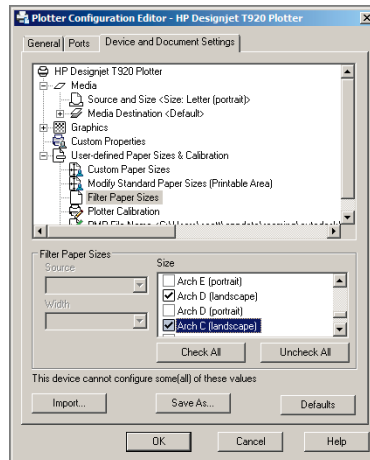 Plotter Configuration Editor - HP Designjet T920 Plotter
General Ports Device and Document Settings
HP Designjet T920 Plotter
Media
Source and Size <Size: Letter (portrait)>
Media Destination <Default>
Graphics
Custom Properties
User-defined Paper Sizes & Calibration
Custom Paper Sizes
Modify Standard Paper Sizes (Printable Area)
Filter Paper Sizes
Plotter Calibration
PMP File Name
Filter Paper Sizes
Source
Size
Arch E (portrait)
Arch D (landscape)
Width
Arch D (portrait)
Arch C (landscape)
Check All Uncheck All
This device cannot configure some(all) of these values
Import... Save As... Defaults
OK Cancel Help